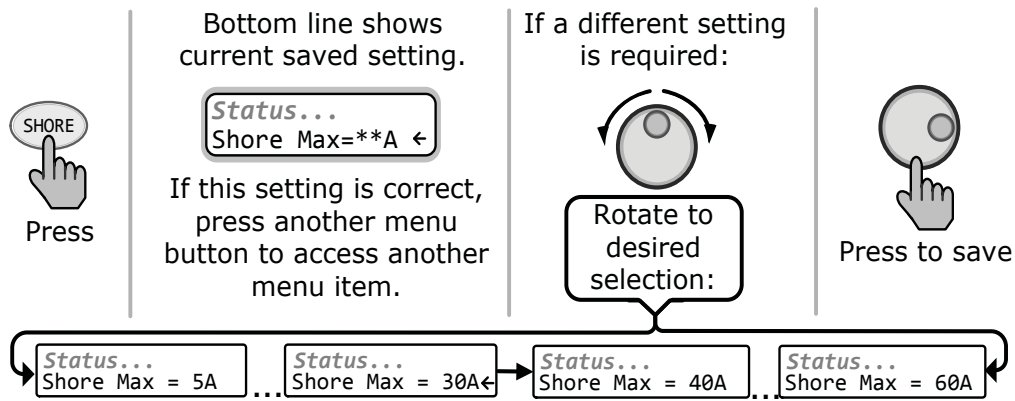 SHORE
Press
Bottom line shows
current saved setting.
Status...
Shore Max=**A ←
If this setting is correct,
press another menu
button to access another
menu item.
If a different setting
is required:
Rotate to
desired
selection:
Press to save
Status...
Shore Max = 5A
...
Status...
Shore Max = 30A←
Status...
Shore Max = 40A
...
Status...
Shore Max = 60A